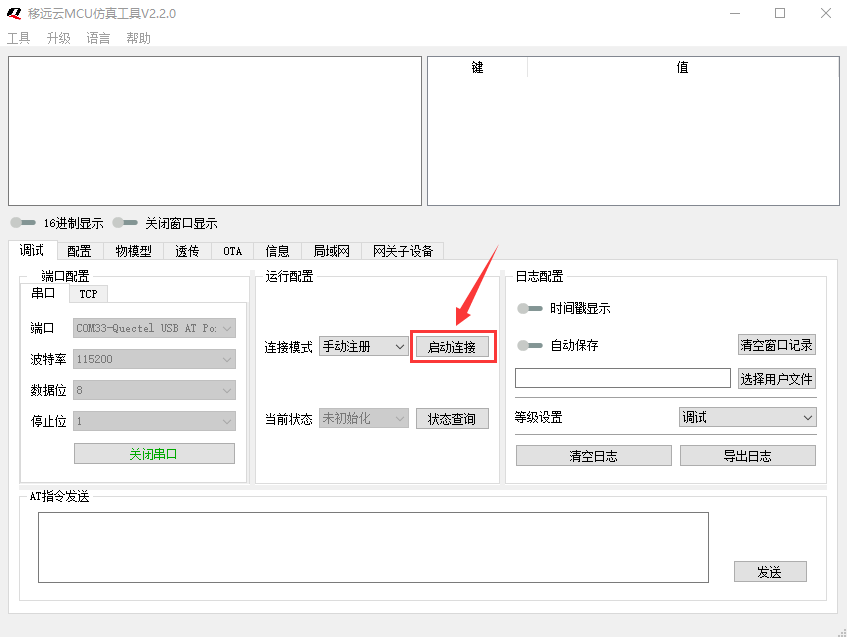 移远云MCU仿真工具V2.2.0
工具 升级 语言 帮助
键 值
16进制显示 关闭窗口显示
调试 配置 物模型 透传 OTA 信息 局域网 网关子设备
端口配置 运行配置 日志配置
串口 TCP
时间戳显示
端口 COM33-Quectel USB AT Po:
连接模式 手动注册 启动连接
自动保存 清空窗口记录
波特率 115200
选择用户文件
数据位 8
当前状态 未初始化 状态查询
等级设置 调试
停止位 1
关闭串口
清空日志 导出日志
AT指令发送
发送